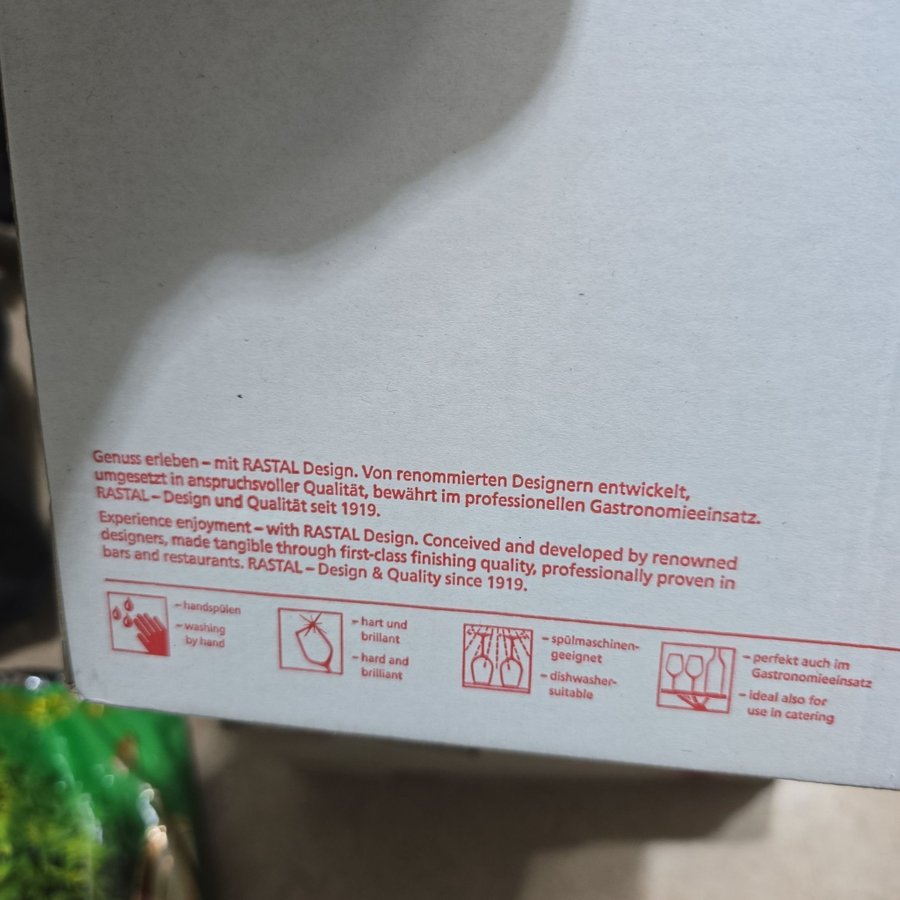 Genuss erleben – mit RASTAL Design. Von renommierten Designern entwickelt,
umgesetzt in anspruchsvoller Qualität, bewährt im professionellen Gastronomieeinsatz.
RASTAL – Design und Qualität seit 1919.
Experience enjoyment – with RASTAL Design. Conceived and developed by renowned
designers, made tangible through first-class finishing quality, professionally proven in
bars and restaurants. RASTAL – Design & Quality since 1919.
– handspülen
– washing
by hand
– hart und
brillant
– hard and
brilliant
– spülmaschinen-
geeignet
– dishwasher-
suitable
– perfekt auch im
Gastronomieeinsatz
– ideal also for
use in catering